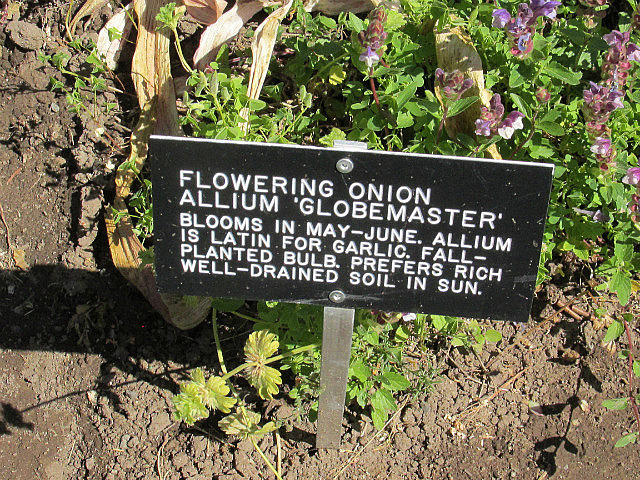 FLOWERING ONION
ALLIUM 'GLOBEMASTER'
BLOOMS IN MAY-JUNE. ALLIUM
IS LATIN FOR GARLIC. FALL-
PLANTED BULB. PREFERS RICH
WELL-DRAINED SOIL IN SUN.